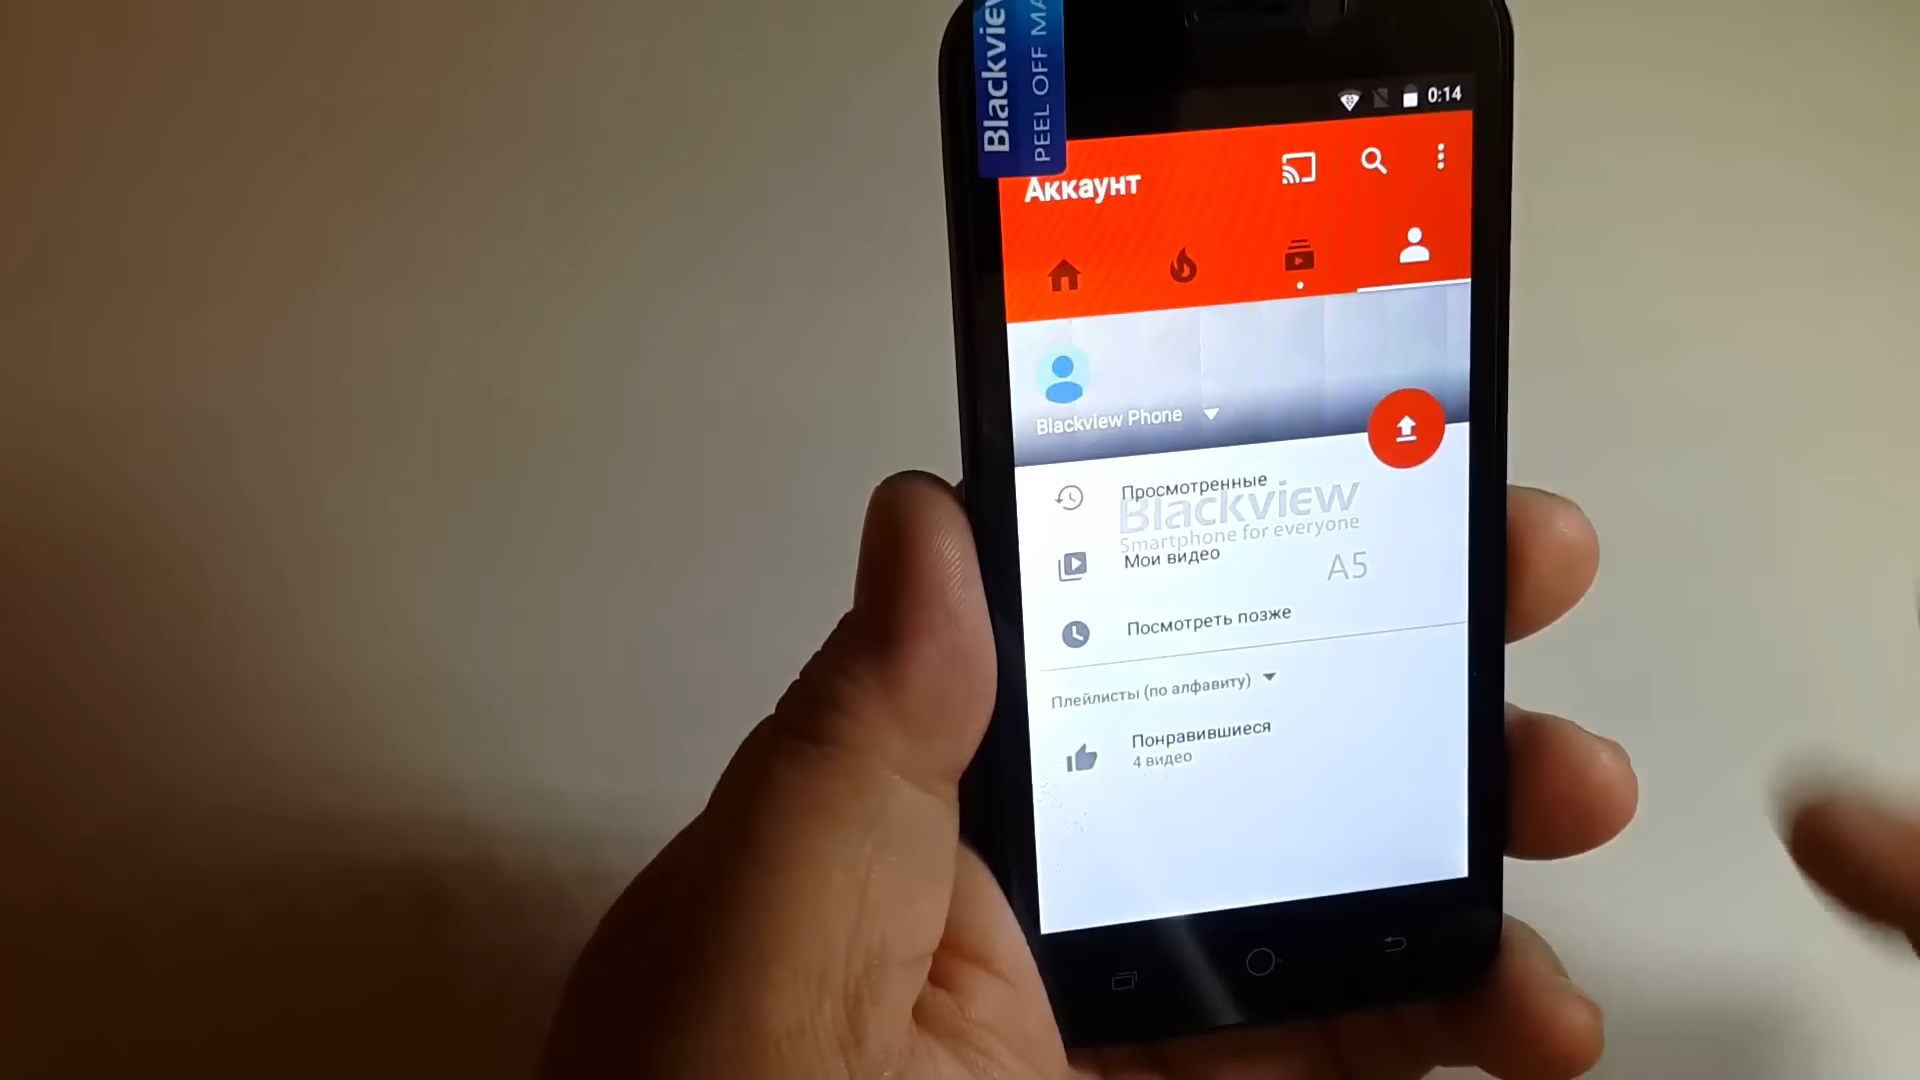 Blackview
PEEL OFF MA
0:14
Аккаунт
Blackview Phone
Просмотренные
Blackview
Smartphone for everyone
Мои видео
A5
Посмотреть позже
Плейлисты (по алфавиту)
Понравившиеся
4 видео